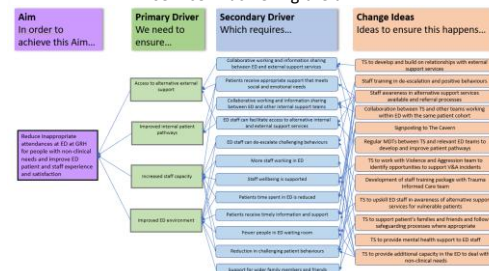 Aim
In order to
achieve this Aim...
Primary Driver
We need to
ensure...
Secondary Driver
Which requires...
Change Ideas
Ideas to ensure this happens...
Reduce inappropriate
attendances at ED at GRH
for people with non-clinical
needs and improve ED
patient and staff experience
and satisfaction
Access to alternative external
support
Improved internal patient
pathways
Increased staff capacity
Improved ED environment
Collaborative working and information sharing
between ED and external support services
Patients receive appropriate support that meets
social and emotional needs
Collaborative working and information sharing
between ED and other internal support teams
ED staff can facilitate access to alternative internal
and external support services
ED staff can de-escalate challenging behaviours
More staff working in ED
Staff wellbeing is supported
Patients time spent in ED is reduced
Patients receive timely information and support
Fewer people in ED waiting room
Reduction in challenging patient behaviours
Support for wider family members and friends
TS to develop and build on relationships with external
support services
Staff training in de-escalation and positive behaviours
Staff awareness in alternative support services
available and referral processes
Collaboration between TS and other teams working
within ED with the same patient cohort
Signposting to The Cavern
Regular MDTs between TS and relevant ED teams to
develop and improve patient pathways
TS to work with Violence and Aggression team to
identify opportunities to support V&A incidents
Development of staff training package with Trauma
Informed Care team
TS to upskill ED staff in awareness of alternative support
services for vulnerable patients
TS to support patient's families and friends and follow
safeguarding processes where appropriate
TS to provide mental health support to ED staff
TS to provide additional capacity in the ED to deal with
non-clinical needs